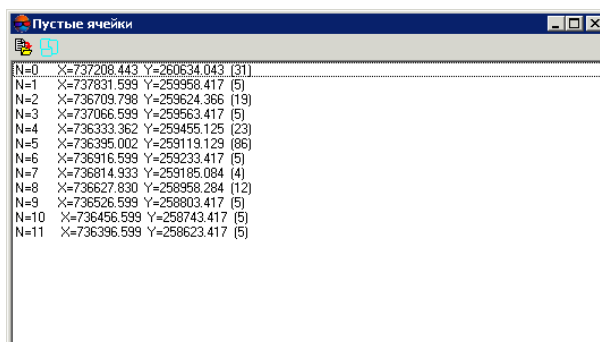 Пустые ячейки
N=0 X=737208.443 Y=260634.043 (31)
N=1 X=737831.599 Y=259958.417 (5)
N=2 X=736709.798 Y=259624.366 (19)
N=3 X=737066.599 Y=259563.417 (5)
N=4 X=736333.362 Y=259455.125 (23)
N=5 X=736395.002 Y=259119.129 (86)
N=6 X=736916.599 Y=259233.417 (5)
N=7 X=736814.933 Y=259185.084 (4)
N=8 X=736627.830 Y=258958.284 (12)
N=9 X=736526.599 Y=258803.417 (5)
N=10 X=736456.599 Y=258743.417 (5)
N=11 X=736396.599 Y=258623.417 (5)